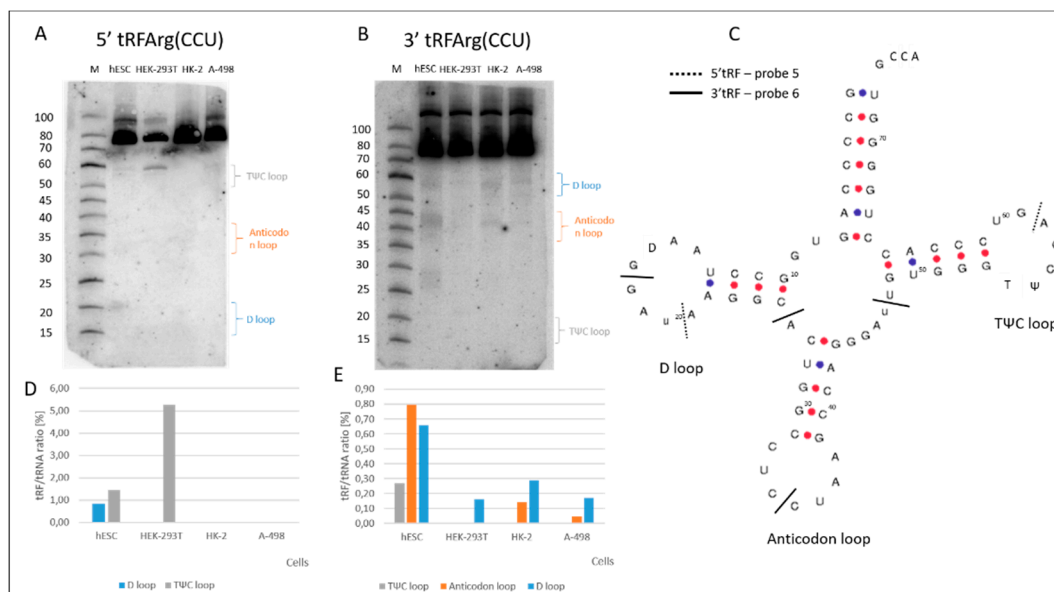 A
5' tRFArg(CCU)
M hESC HEK-293T HK-2 A-498
100
80
70
60
50
45
40
35
30
25
20
15
TΨC loop
Anticodo
n loop
D loop
B
3' tRFArg(CCU)
M hESC HEK-293T HK-2 A-498
100
80
70
60
50
45
40
35
30
25
20
15
D loop
Anticodo
n loop
TΨC loop
C
5'tRF – probe 5
3'tRF – probe 6
G C C A
70
60
50
10
20
30
40
D loop
TΨC loop
Anticodon loop
D
tRF/tRNA ratio [%]
6,00
5,00
4,00
3,00
2,00
1,00
0,00
hESC HEK-293T HK-2 A-498
Cells
D loop TΨC loop
E
tRF/tRNA ratio [%]
0,90
0,80
0,70
0,60
0,50
0,40
0,30
0,20
0,10
0,00
hESC HEK-293T HK-2 A-498
Cells
TΨC loop Anticodon loop D loop